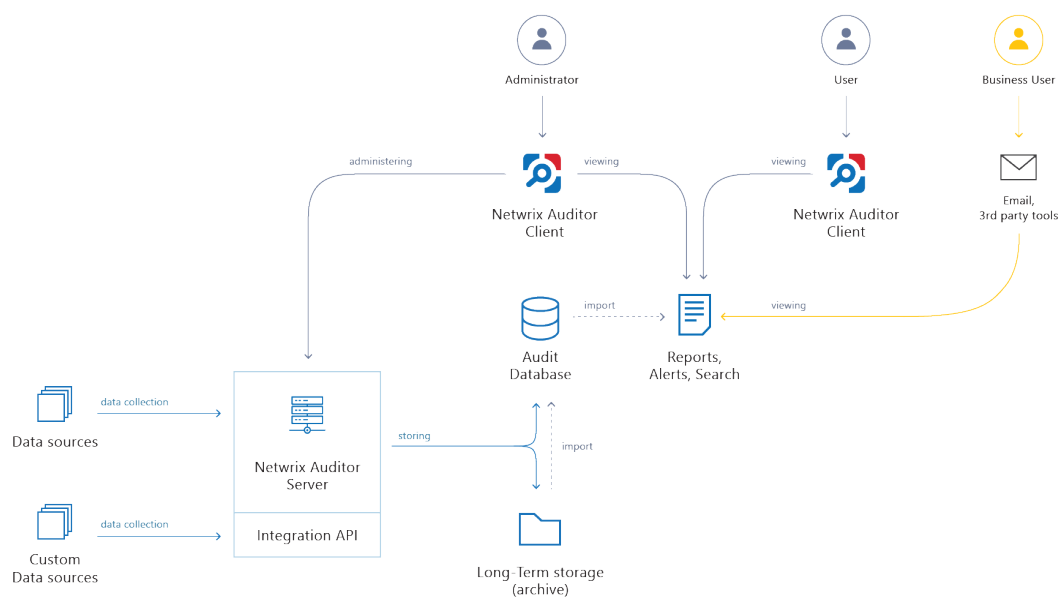 Administrator
User
Business User
administering
viewing
viewing
Netwrix Auditor
Client
Netwrix Auditor
Client
Email,
3rd party tools
import
viewing
Audit
Database
Reports,
Alerts, Search
data collection
Data sources
storing
import
Netwrix Auditor
Server
data collection
Integration API
Custom
Data sources
Long-Term storage
(archive)